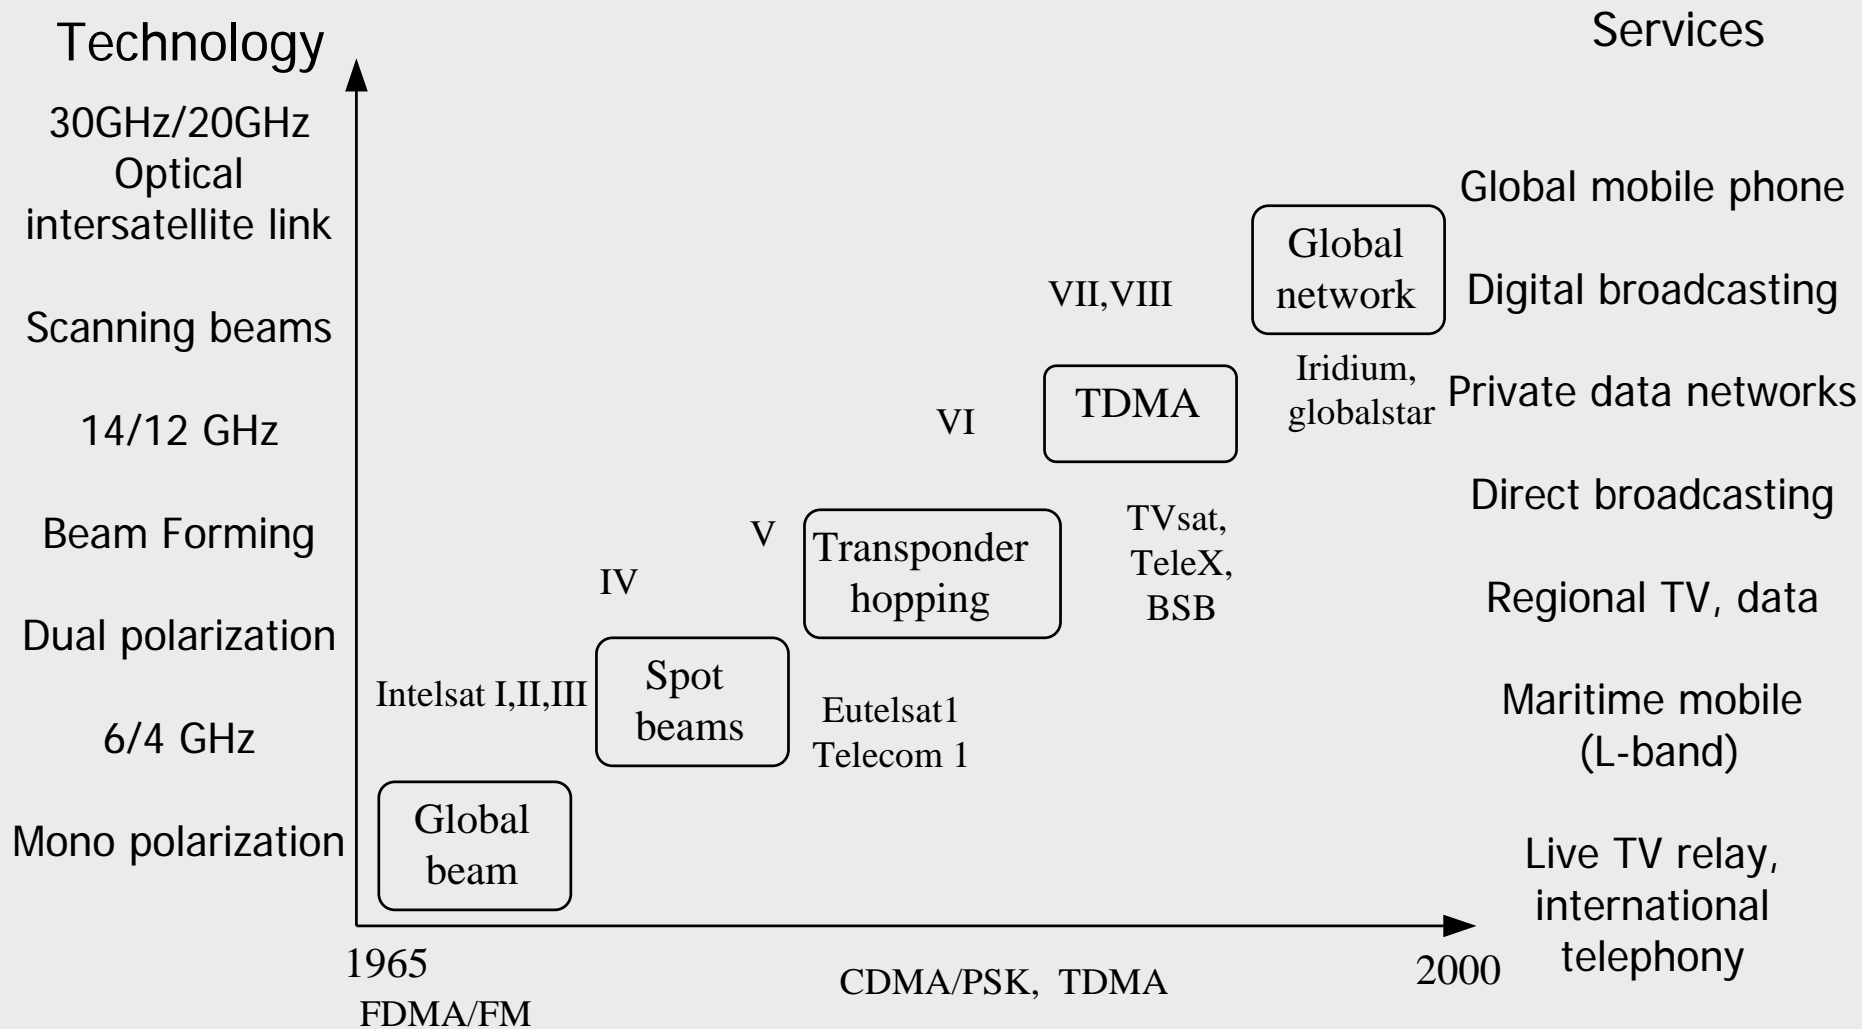 Technology
30GHz/20GHz
Optical
intersatellite link
Scanning beams
14/12 GHz
Beam Forming
Dual polarization
6/4 GHz
Mono polarization
Global
network
VII,VIII
Iridium,
globalstar
TDMA
VI
TVsat,
TeleX,
BSB
Transponder
hopping
V
IV
Spot
beams
Intelsat I,II,III
Eutelsat1
Telecom 1
Global
beam
1965
FDMA/FM
CDMA/PSK, TDMA
2000
Services
Global mobile phone
Digital broadcasting
Private data networks
Direct broadcasting
Regional TV, data
Maritime mobile
(L-band)
Live TV relay,
international
telephony